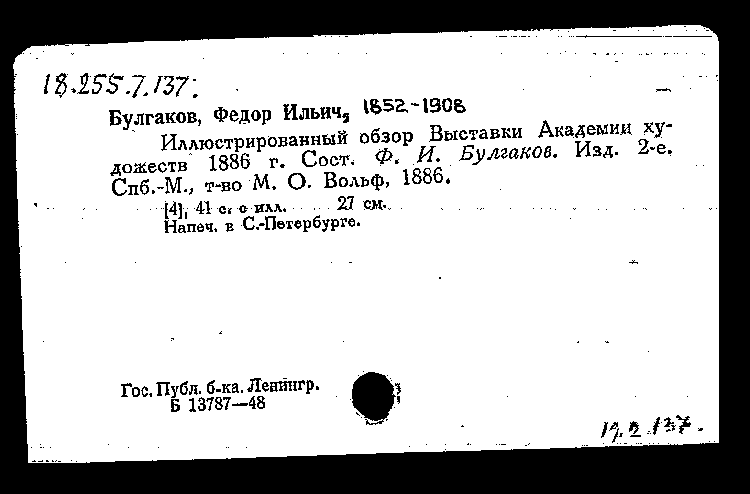 18.255.7.137.
Булгаков, Федор Ильич, 1852-1908
Иллюстрированный обзор Выставки Академии ху-
дожеств 1886 г. Сост. Ф. И. Булгаков. Изд. 2-е.
Спб.-М., т-во М. О. Вольф, 1886.
[4], 41 с. с илл. 27 см.
Напеч. в С.-Петербурге.
Гос. Публ. б-ка. Ленингр.
Б 13787—48
19.2.137.